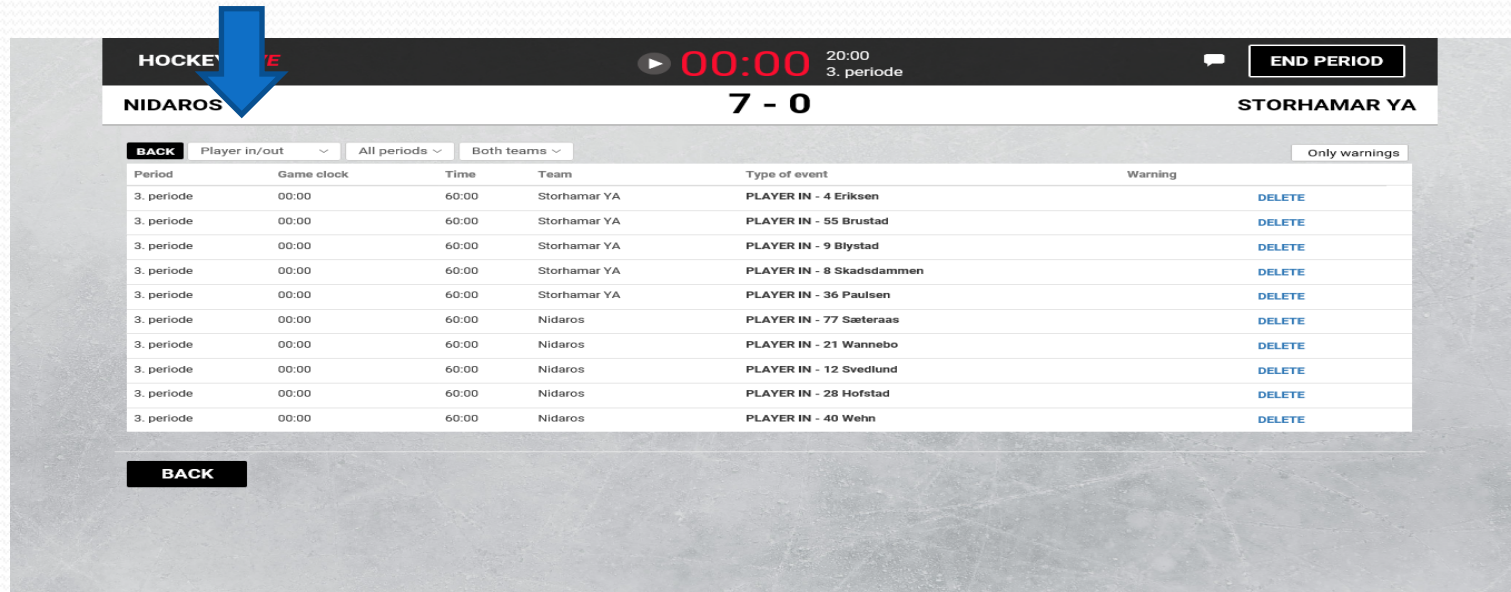 HOCKEY
00:00 20:00
3. periode
END PERIOD
NIDAROS 7 - 0 STORHAMAR YA
BACK Player in/out All periods Both teams Only warnings
Period Game clock Time Team Type of event Warning
3. periode 00:00 60:00 Storhamar YA PLAYER IN - 4 Eriksen DELETE
3. periode 00:00 60:00 Storhamar YA PLAYER IN - 55 Brustad DELETE
3. periode 00:00 60:00 Storhamar YA PLAYER IN - 9 Blystad DELETE
3. periode 00:00 60:00 Storhamar YA PLAYER IN - 8 Skadsdammen DELETE
3. periode 00:00 60:00 Storhamar YA PLAYER IN - 36 Paulsen DELETE
3. periode 00:00 60:00 Nidaros PLAYER IN - 77 Sæteraas DELETE
3. periode 00:00 60:00 Nidaros PLAYER IN - 21 Wannebo DELETE
3. periode 00:00 60:00 Nidaros PLAYER IN - 12 Svedlund DELETE
3. periode 00:00 60:00 Nidaros PLAYER IN - 28 Hofstad DELETE
3. periode 00:00 60:00 Nidaros PLAYER IN - 40 Wehn DELETE
BACK